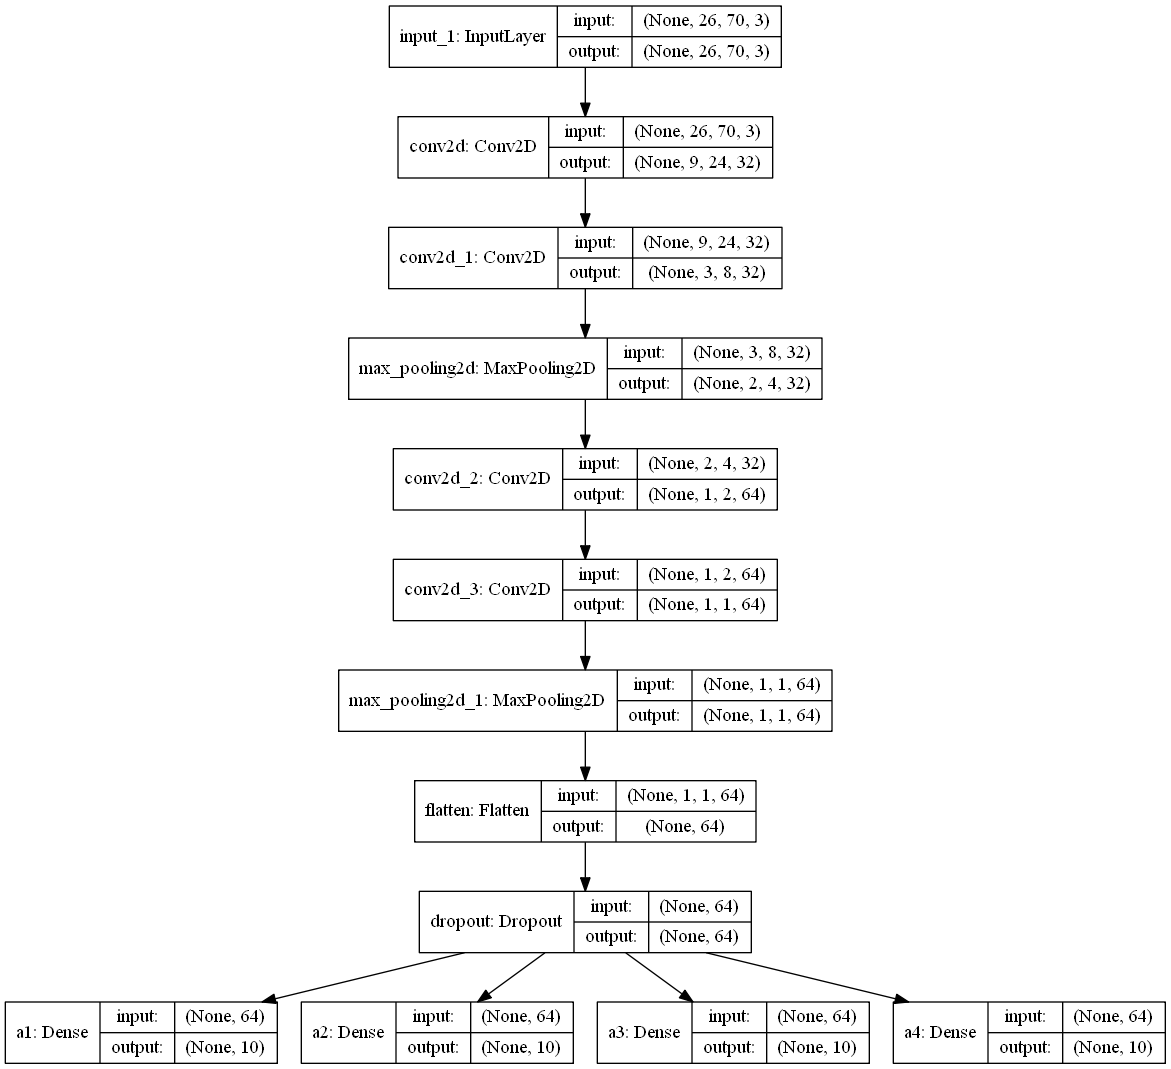 input_1: InputLayer
input: (None, 26, 70, 3)
output: (None, 26, 70, 3)
conv2d: Conv2D
input: (None, 26, 70, 3)
output: (None, 9, 24, 32)
conv2d_1: Conv2D
input: (None, 9, 24, 32)
output: (None, 3, 8, 32)
max_pooling2d: MaxPooling2D
input: (None, 3, 8, 32)
output: (None, 2, 4, 32)
conv2d_2: Conv2D
input: (None, 2, 4, 32)
output: (None, 1, 2, 64)
conv2d_3: Conv2D
input: (None, 1, 2, 64)
output: (None, 1, 1, 64)
max_pooling2d_1: MaxPooling2D
input: (None, 1, 1, 64)
output: (None, 1, 1, 64)
flatten: Flatten
input: (None, 1, 1, 64)
output: (None, 64)
dropout: Dropout
input: (None, 64)
output: (None, 64)
a1: Dense
input: (None, 64)
output: (None, 10)
a2: Dense
input: (None, 64)
output: (None, 10)
a3: Dense
input: (None, 64)
output: (None, 10)
a4: Dense
input: (None, 64)
output: (None, 10)